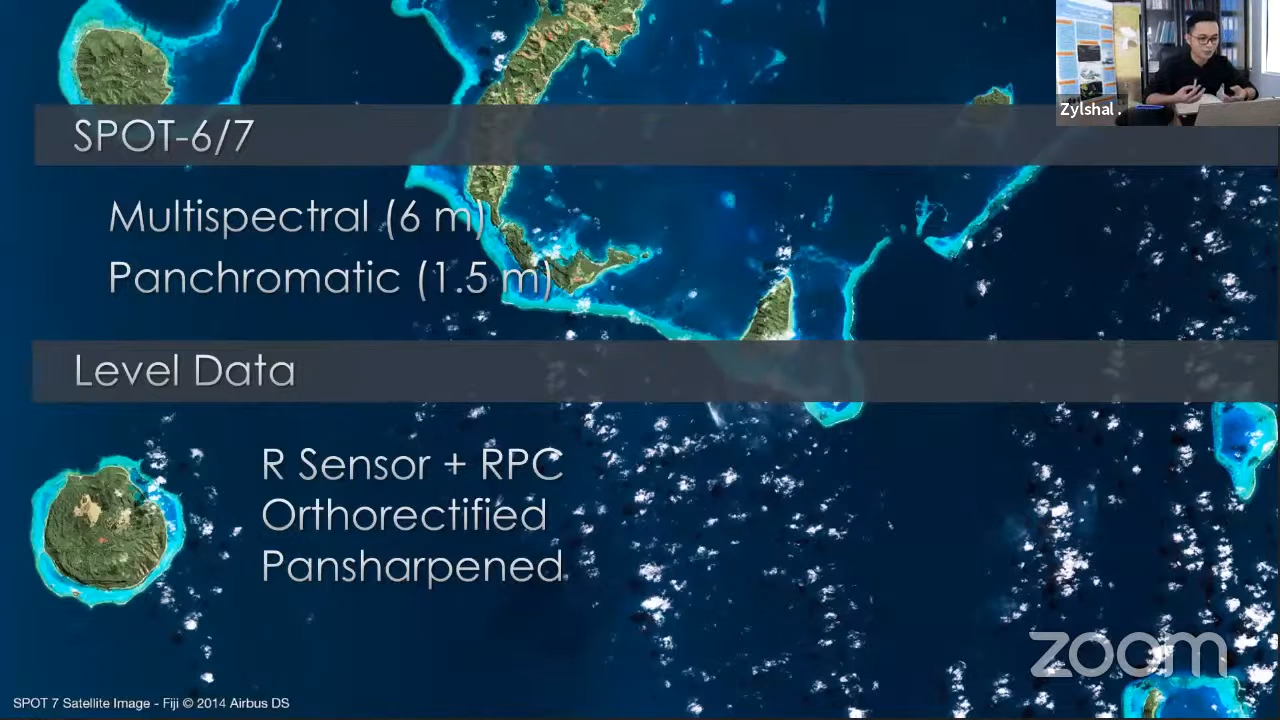 Zylshal .
SPOT-6/7
Multispectral (6 m)
Panchromatic (1.5 m)
Level Data
R Sensor + RPC
Orthorectified
Pansharpened
zoom
SPOT 7 Satellite Image - Fiji © 2014 Airbus DS